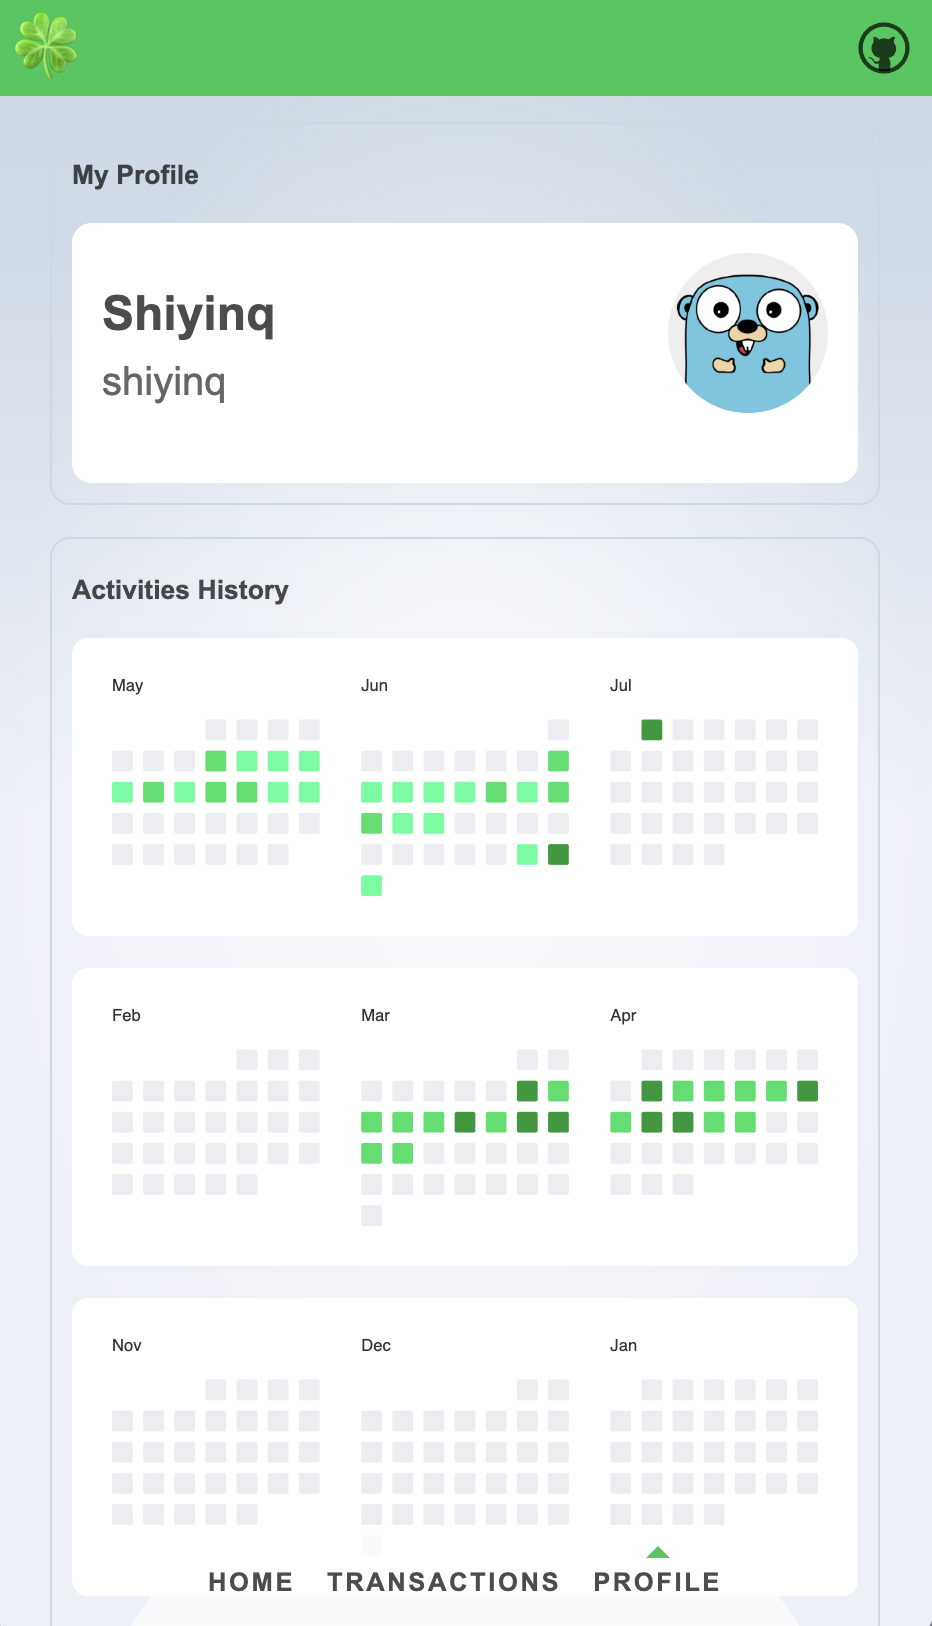 My Profile
Shiyinq
shiyinq
Activities History
May Jun Jul
Feb Mar Apr
Nov Dec Jan
HOME TRANSACTIONS PROFILE